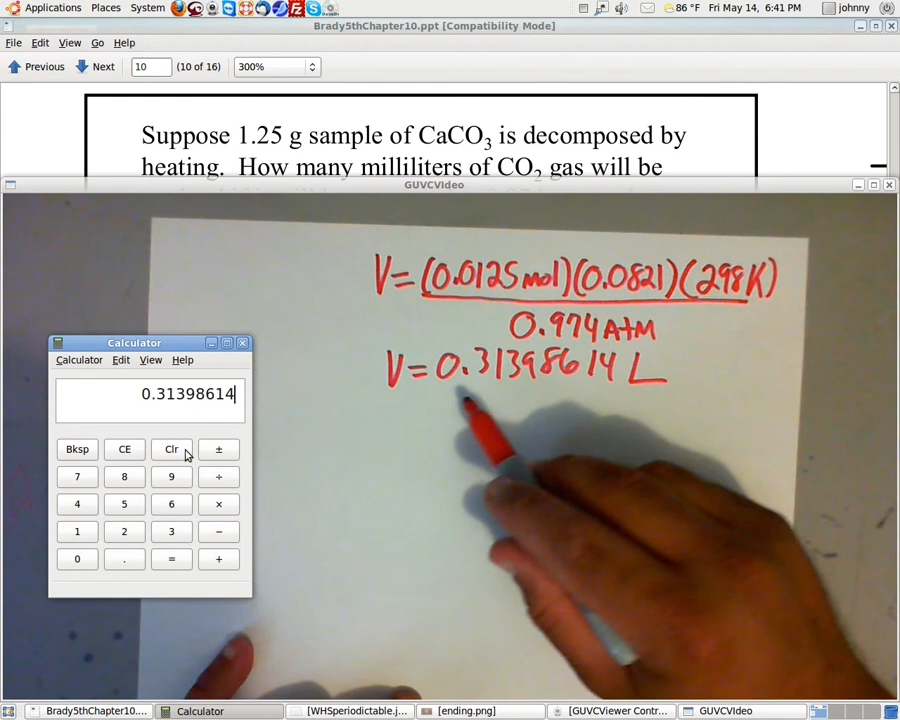 Applications Places System 86 °F Fri May 14, 6:41 PM johnny
Brady5thChapter10.ppt [Compatibility Mode]
File Edit View Go Help
Previous Next 10 (10 of 16) 300%
Suppose 1.25 g sample of CaCO₃ is decomposed by
heating. How many milliliters of CO₂ gas will be
GUVCVIdeo
V= (0.0125mol)(0.0821)(298K)
0.974 AtM
V= 0.31398614 L
Calculator
Calculator Edit View Help
0.31398614
Bksp CE Clr ±
7 8 9 ÷
4 5 6 ×
1 2 3 −
0 . = +
Brady5thChapter10.... Calculator [WHSperiodictable.j... [ending.png] [GUVCViewer Contr... GUVCVIdeo